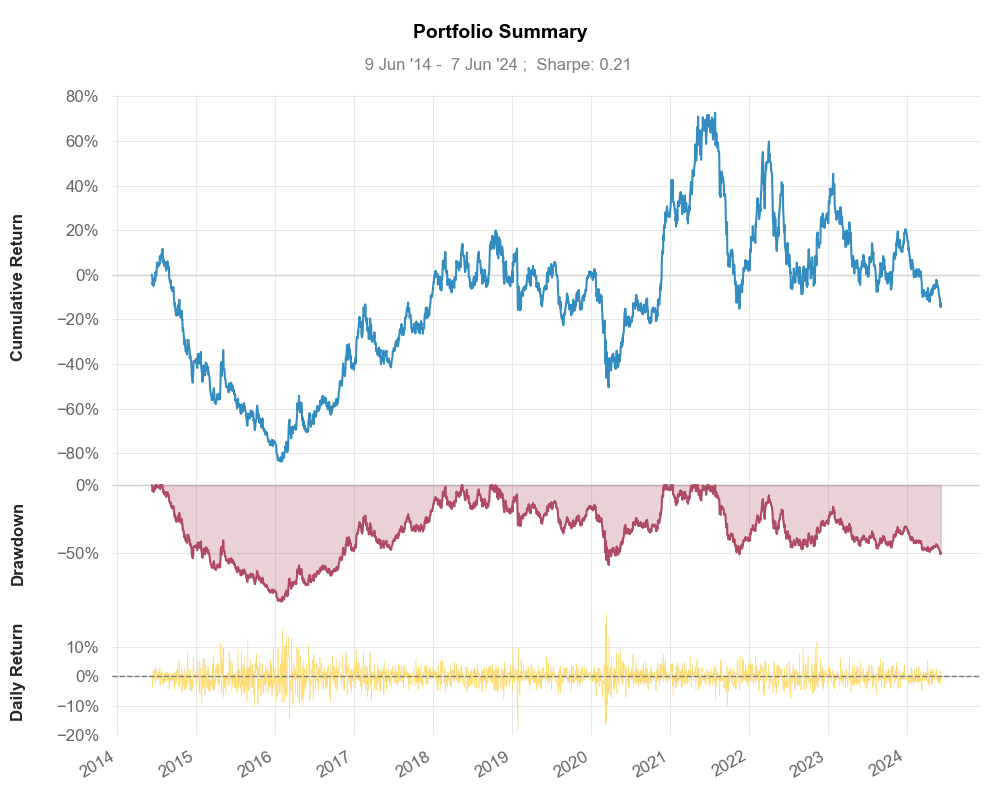 Portfolio Summary
9 Jun '14 -  7 Jun '24 ;  Sharpe: 0.21
Cumulative Return
80%
60%
40%
20%
0%
−20%
−40%
−60%
−80%
Drawdown
0%
−50%
Daily Return
10%
0%
−10%
−20%
2014 2015 2016 2017 2018 2019 2020 2021 2022 2023 2024